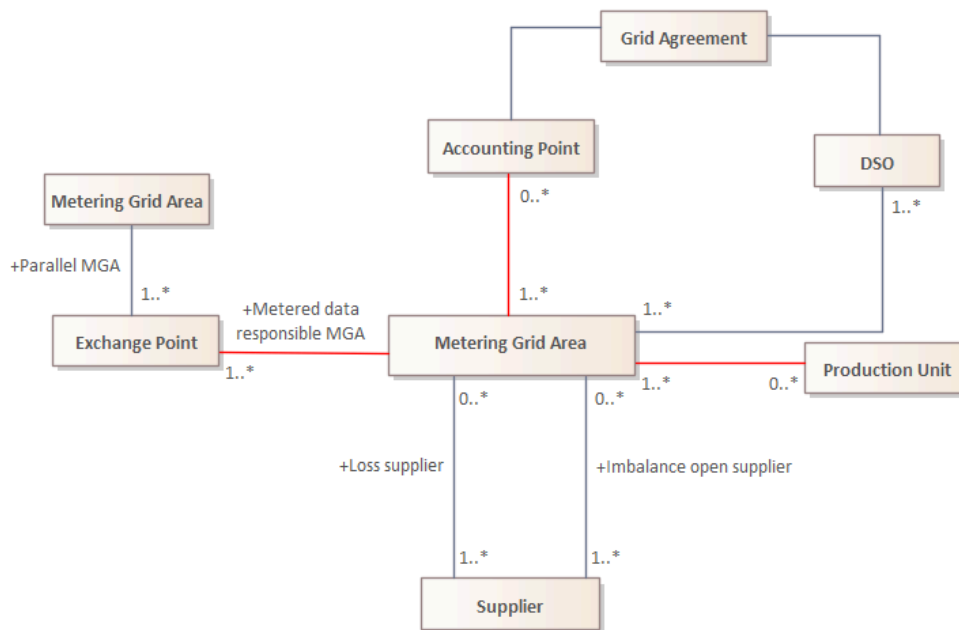 Grid Agreement
Accounting Point
DSO
0..*
1..*
Metering Grid Area
+Parallel MGA
1..*
+Metered data
responsible MGA
1..*
1..*
Exchange Point
Metering Grid Area
1..*
1..*
0..*
Production Unit
0..*
0..*
+Loss supplier
+Imbalance open supplier
1..*
1..*
Supplier